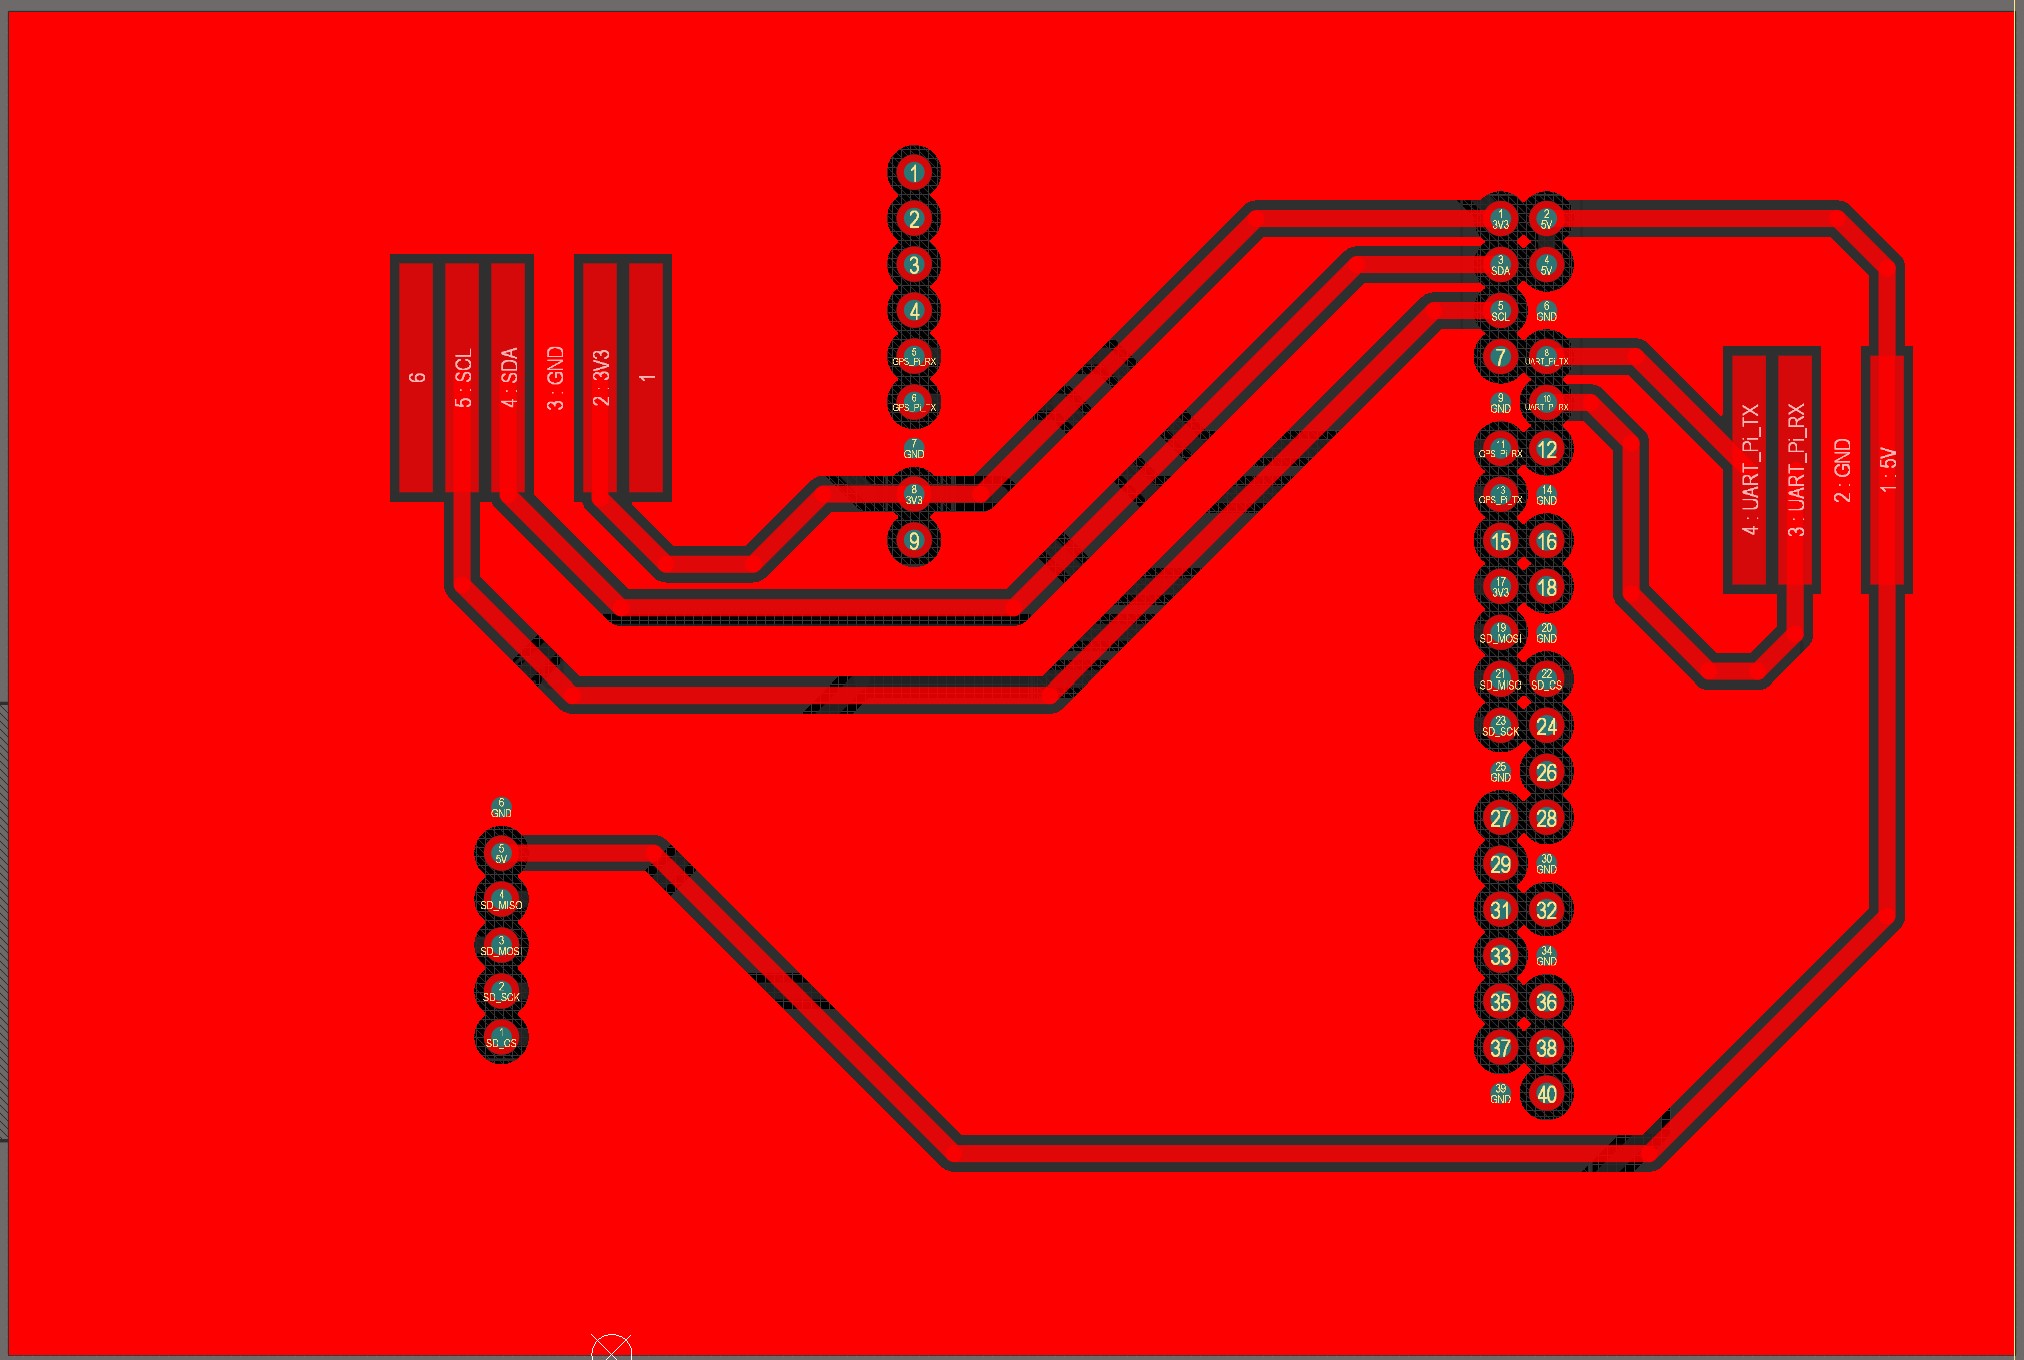 6
5 : SCL
4 : SDA
3 : GND
2 : 3V3
1
1
2
3
4
5
GPS_Pi_RX
6
GPS_Pi_TX
7
GND
8
3V3
9
1
3V3
2
5V
3
SDA
4
5V
5
SCL
6
GND
7
8
UART_Pi_TX
9
GND
10
UART_Pi_RX
11
GPS_Pi_RX
12
13
GPS_Pi_TX
14
GND
15
16
17
3V3
18
19
SD_MOSI
20
GND
21
SD_MISO
22
SD_CS
23
SD_SCK
24
25
GND
26
27
28
29
30
GND
31
32
33
34
GND
35
36
37
38
39
GND
40
4 : UART_Pi_TX
3 : UART_Pi_RX
2 : GND
1 : 5V
6
GND
5
5V
4
SD_MISO
3
SD_MOSI
2
SD_SCK
1
SD_CS